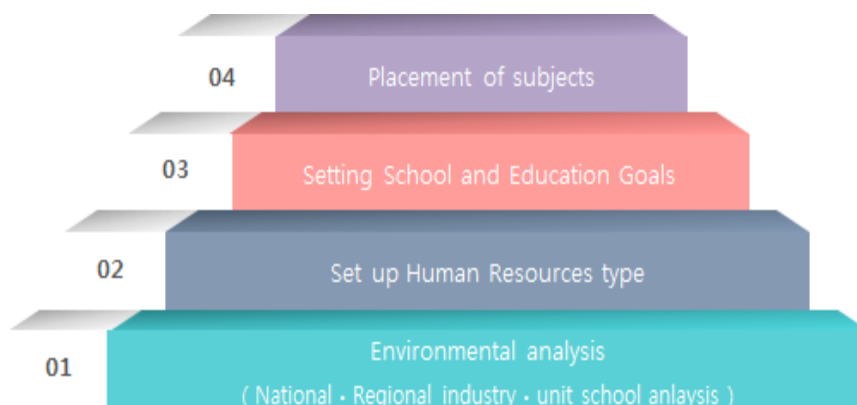 04
Placement of subjects
03
Setting School and Education Goals
02
Set up Human Resources type
01
Environmental analysis
( National · Regional industry · unit school anlaysis )